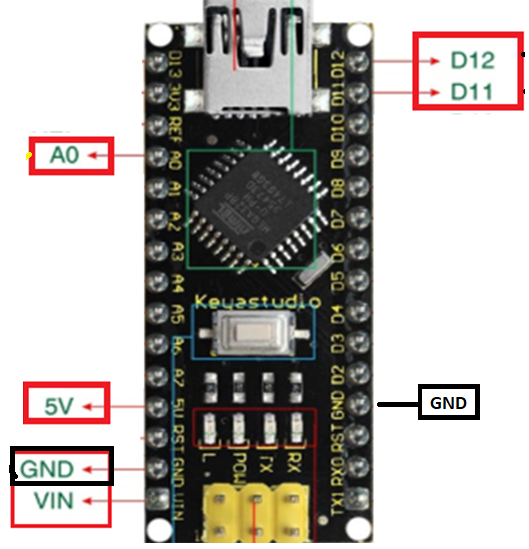 D12
D11
A0
5V
GND
VIN
GND
D13
3V3
REF
A0
A1
A2
A3
A4
A5
A6
A7
5V
RST
GND
VIN
D12
D11
D10
D9
D8
D7
D6
D5
D4
D3
D2
GND
RST
RX0
TX1
Keyestudio
L
POW
TX
RX